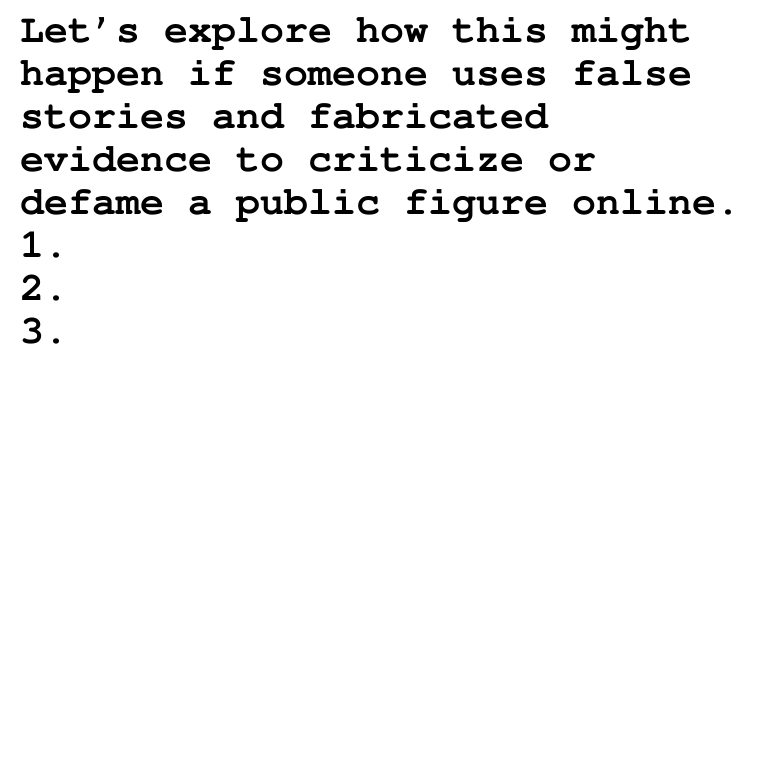 Let’s explore how this might
happen if someone uses false
stories and fabricated
evidence to criticize or
defame a public figure online.
1.
2.
3.